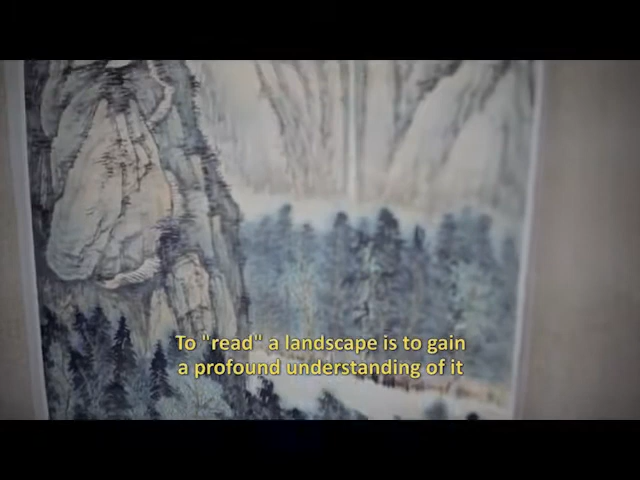 To "read" a landscape is to gain
a profound understanding of it